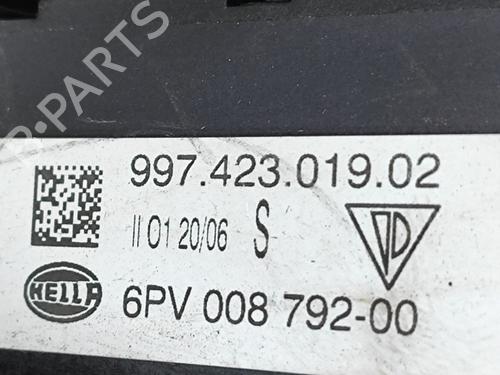 B-PARTS
997.423.019.02
II 01 20/06 S
HELLA
6PV 008 792-00